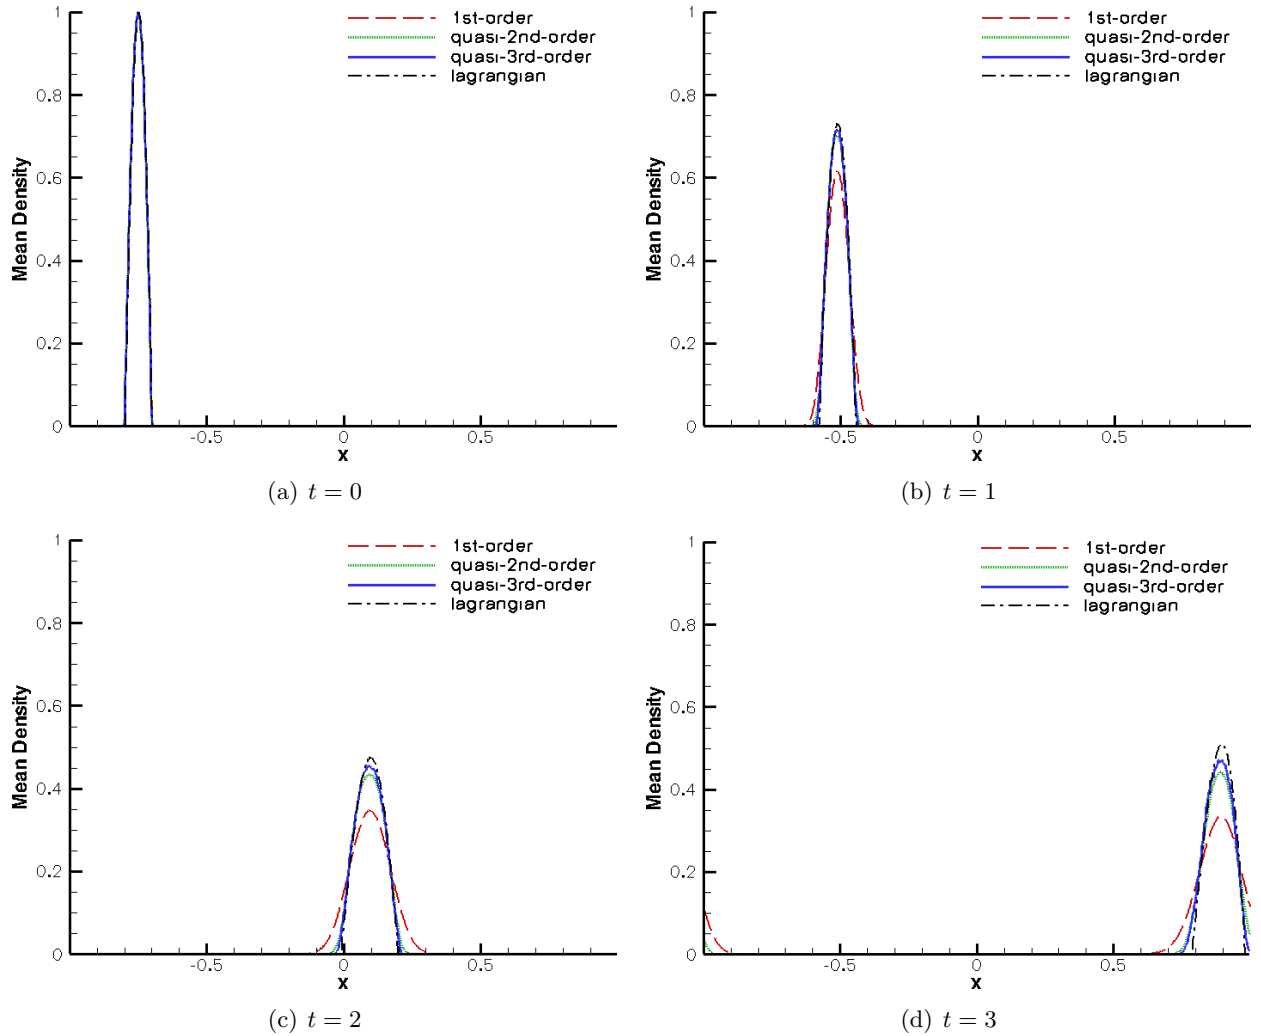 1
0.8
0.6
0.4
0.2
0
Mean Density
-0.5
0
0.5
x
1st-order
quasi-2nd-order
quasi-3rd-order
lagrangian
(a) t = 0
1
0.8
0.6
0.4
0.2
0
Mean Density
-0.5
0
0.5
x
1st-order
quasi-2nd-order
quasi-3rd-order
lagrangian
(b) t = 1
1
0.8
0.6
0.4
0.2
0
Mean Density
-0.5
0
0.5
x
1st-order
quasi-2nd-order
quasi-3rd-order
lagrangian
(c) t = 2
1
0.8
0.6
0.4
0.2
0
Mean Density
-0.5
0
0.5
x
1st-order
quasi-2nd-order
quasi-3rd-order
lagrangian
(d) t = 3